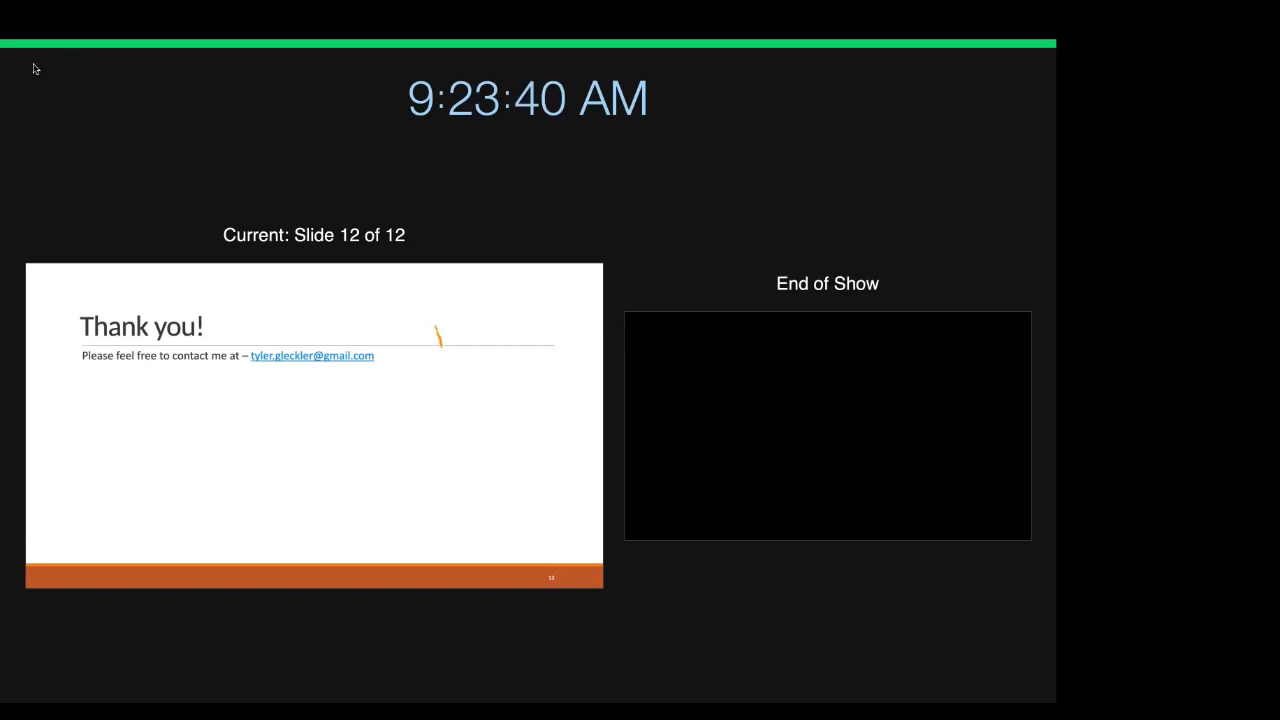 9:23:40 AM
Current: Slide 12 of 12
Thank you!
Please feel free to contact me at – tyler.gleckler@gmail.com
12
End of Show